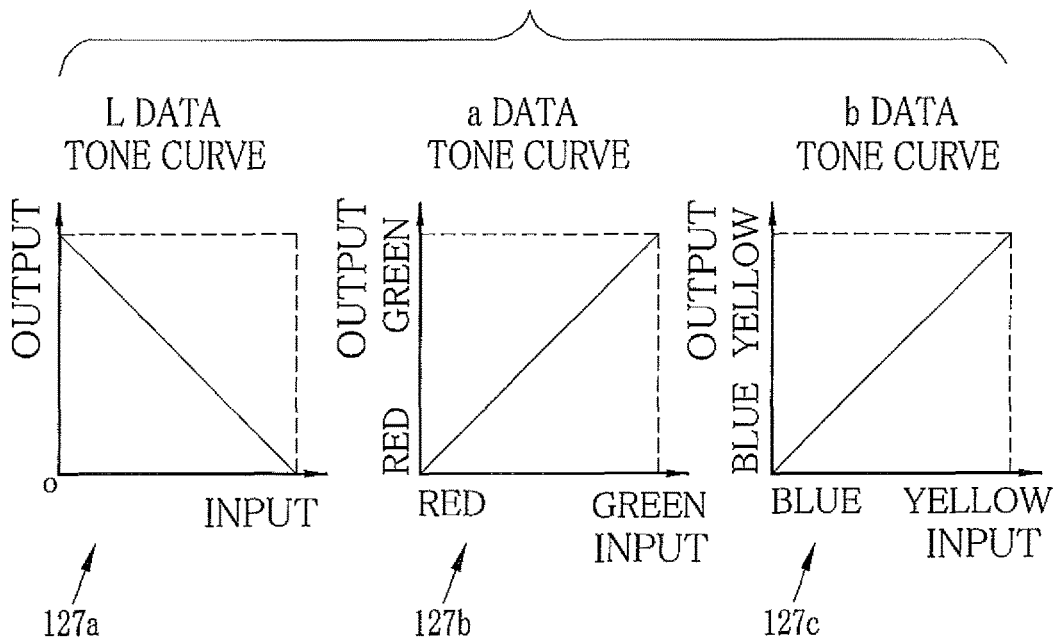 L DATA
TONE CURVE
OUTPUT
o
INPUT
127a
a DATA
TONE CURVE
OUTPUT
RED GREEN
RED GREEN
INPUT
127b
b DATA
TONE CURVE
OUTPUT
BLUE YELLOW
BLUE YELLOW
INPUT
127c